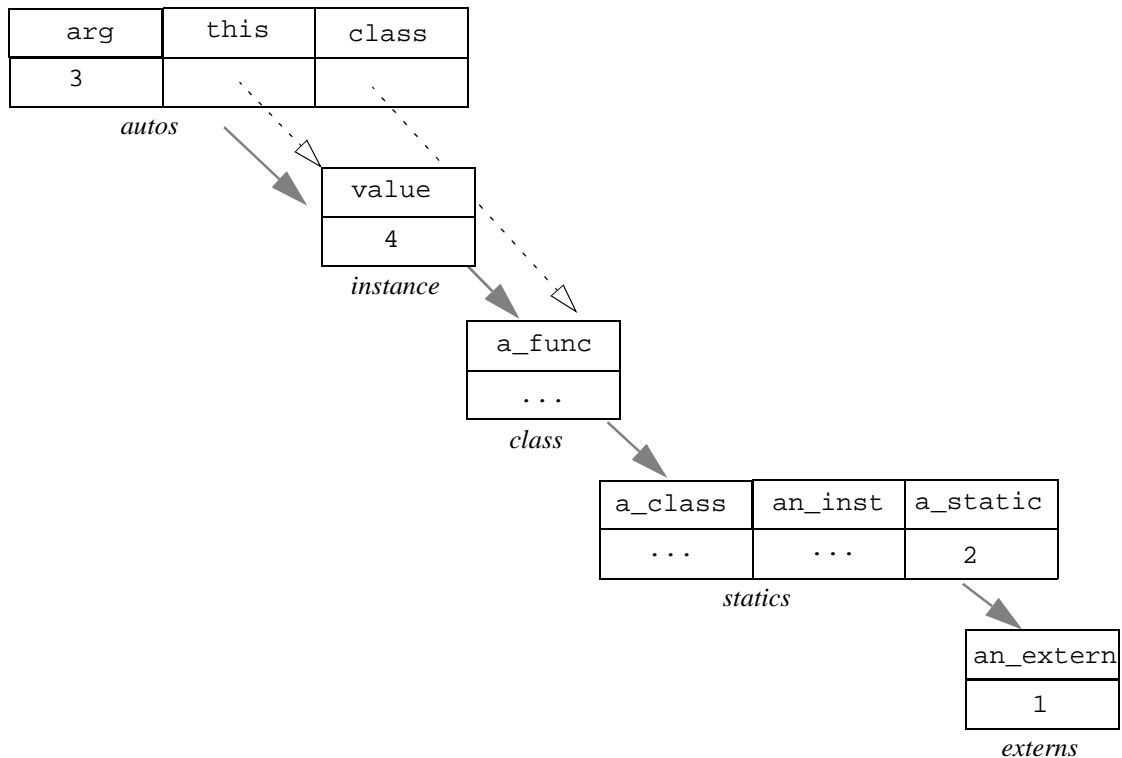 arg this class
3
autos
value
4
instance
a_func
...
class
a_class an_inst a_static
... ... 2
statics
an_extern
1
externs